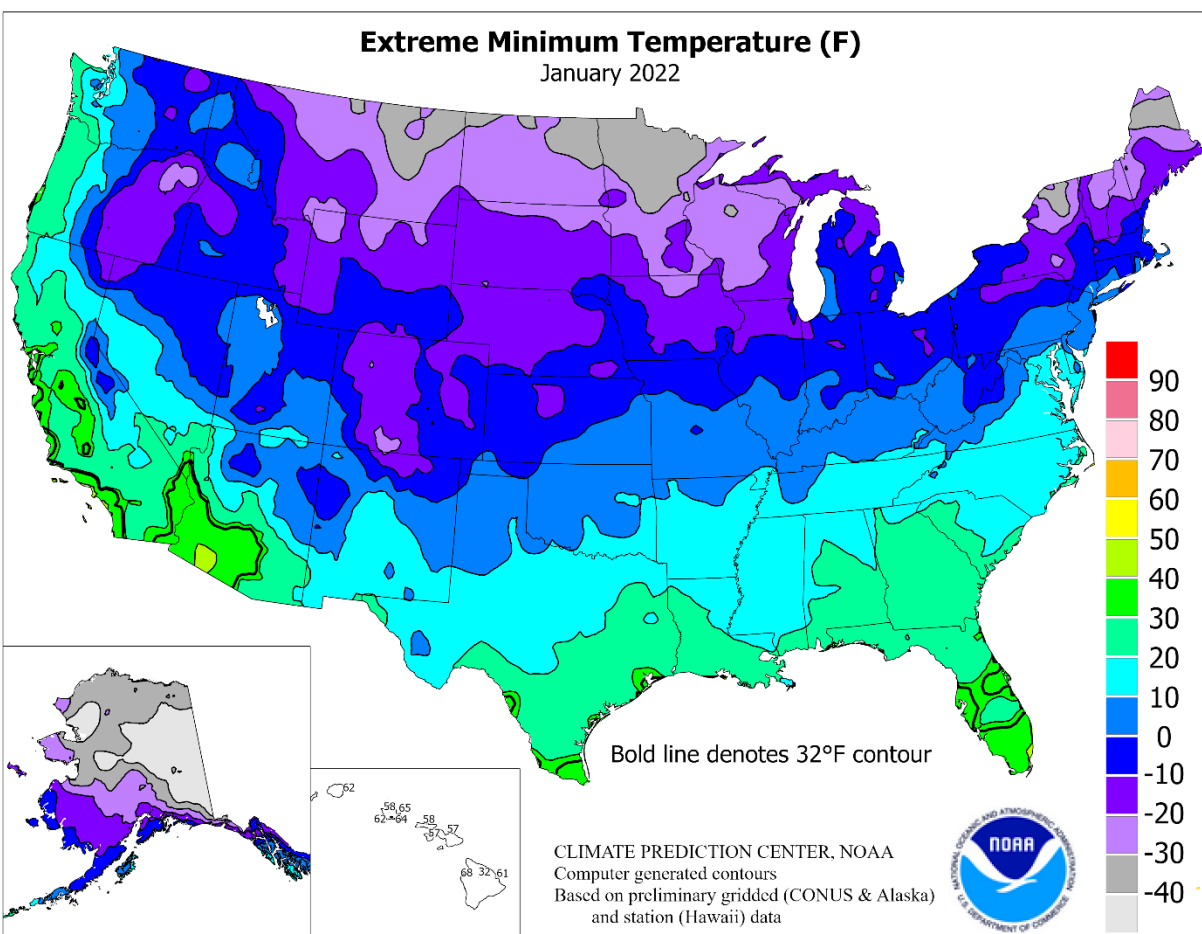 Extreme Minimum Temperature (F)
January 2022
90
80
70
60
50
40
30
20
10
0
-10
-20
-30
-40
Bold line denotes 32°F contour
62
58 65
62 64
58
57
57
68 32 61
CLIMATE PREDICTION CENTER, NOAA
Computer generated contours
Based on preliminary gridded (CONUS & Alaska)
and station (Hawaii) data
NATIONAL OCEANIC AND ATMOSPHERIC ADMINISTRATION
NOAA
U.S. DEPARTMENT OF COMMERCE